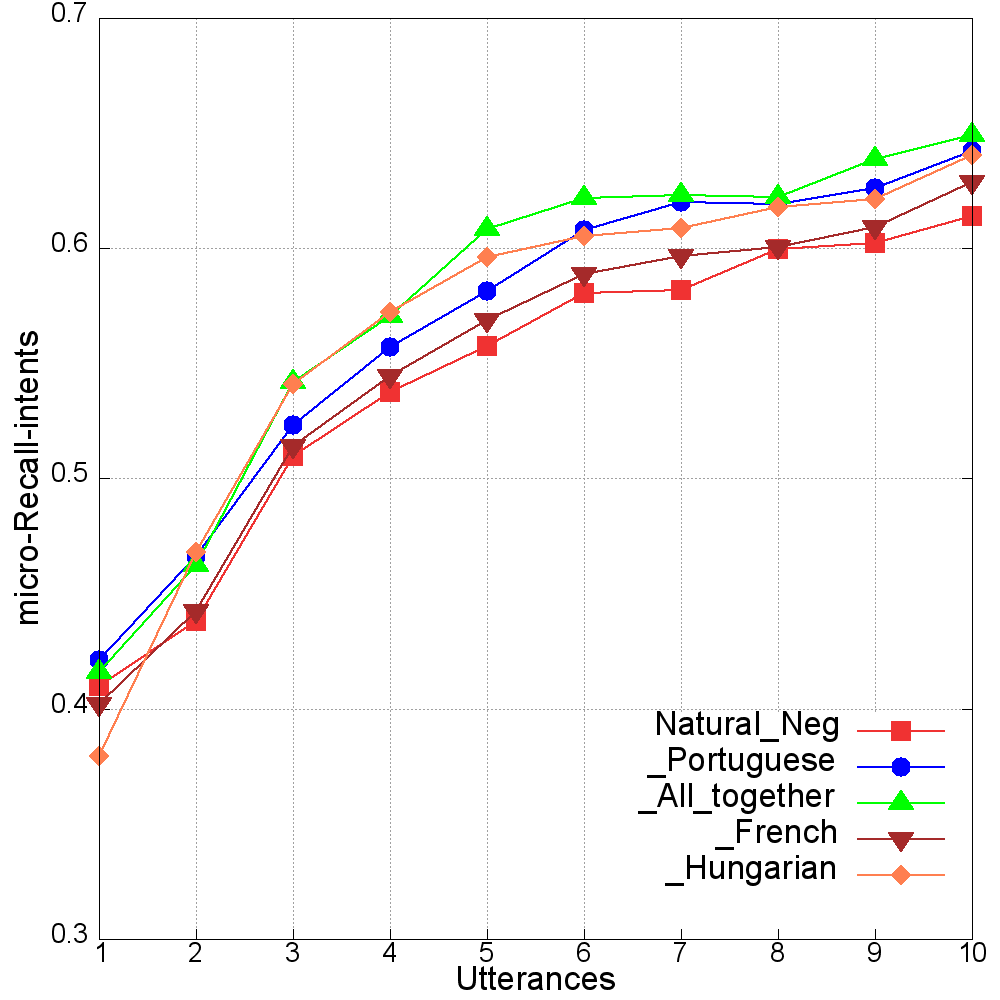 0.7
0.6
0.5
0.4
0.3
micro-Recall-intents
Natural_Neg
_Portuguese
_All_together
_French
_Hungarian
1 2 3 4 5 6 7 8 9 10
Utterances